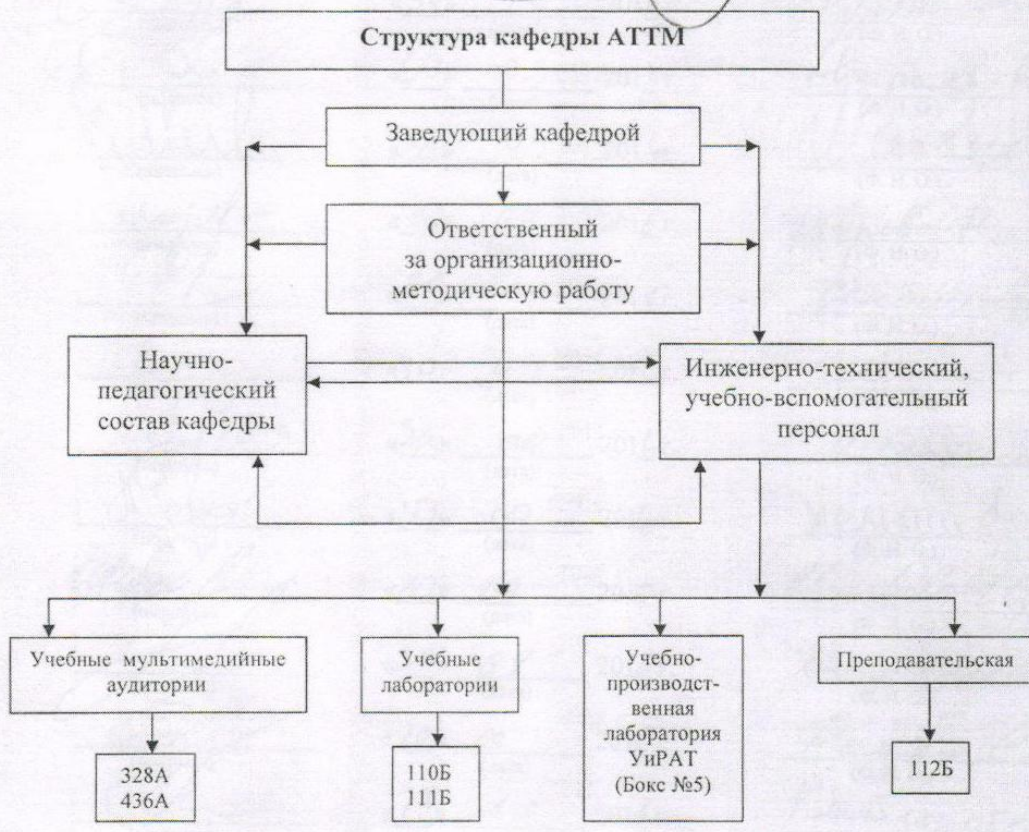 Структура кафедры АТТМ
Заведующий кафедрой
Ответственный
за организационно-
методическую работу
Научно-
педагогический
состав кафедры
Инженерно-технический,
учебно-вспомогательный
персонал
Учебные мультимедийные
аудитории
Учебные
лаборатории
Учебно-
производст-
венная
лаборатория
УиРАТ
(Бокс №5)
Преподавательская
328А
436А
110Б
111Б
112Б